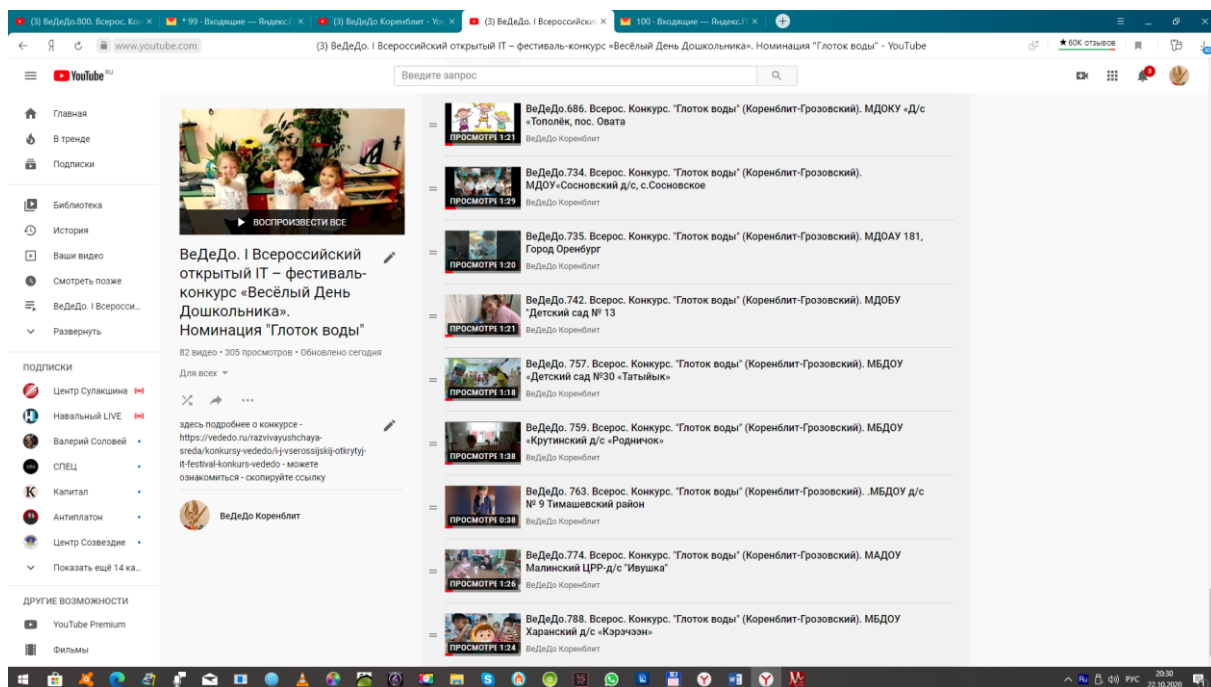 (3) ВеДеДо.800. Всерос. Кон
* 99 · Входящие — Яндекс.П
(3) ВеДеДо Коренблит - You
(3) ВеДеДо. I Всероссийский
100 · Входящие — Яндекс.П
www.youtube.com
(3) ВеДеДо. I Всероссийский открытый IT – фестиваль-конкурс «Весёлый День Дошкольника». Номинация "Глоток воды" - YouTube
★ 60K отзывов
YouTube RU
Введите запрос
3
Главная
В тренде
Подписки
Библиотека
История
Ваши видео
Смотреть позже
ВеДеДо. I Всеросси...
Развернуть
ПОДПИСКИ
Центр Сулакшина
Навальный LIVE
Валерий Соловей
СПЕЦ
Капитал
Антиплатон
Центр Созвездие
Показать ещё 14 ка...
ДРУГИЕ ВОЗМОЖНОСТИ
YouTube Premium
Фильмы
ВОСПРОИЗВЕСТИ ВСЕ
ВеДеДо. I Всероссийский
открытый IT – фестиваль-
конкурс «Весёлый День
Дошкольника».
Номинация "Глоток воды"
82 видео • 305 просмотров • Обновлено сегодня
Для всех
здесь подробнее о конкурсе -
https://vededo.ru/razvivayushchaya-
sreda/konkursy-vededo/i-j-vserossijskij-otkrytyj-
it-festival-konkurs-vededo - можете
ознакомиться - скопируйте ссылку
ВеДеДо Коренблит
ПРОСМОТРЕ 1:21
ВеДеДо.686. Всерос. Конкурс. "Глоток воды" (Коренблит-Грозовский). МДОКУ «Д/с
«Тополёк, пос. Овата
ВеДеДо Коренблит
ПРОСМОТРЕ 1:29
ВеДеДо.734. Всерос. Конкурс. "Глоток воды" (Коренблит-Грозовский).
МДОУ«Сосновский д/с, с.Сосновское
ВеДеДо Коренблит
ПРОСМОТРЕ 1:20
ВеДеДо.735. Всерос. Конкурс. "Глоток воды" (Коренблит-Грозовский). МДОАУ 181,
Город Оренбург
ВеДеДо Коренблит
ПРОСМОТРЕ 1:21
ВеДеДо.742. Всерос. Конкурс. "Глоток воды" (Коренблит-Грозовский). МДОБУ
"Детский сад № 13
ВеДеДо Коренблит
ПРОСМОТРЕ 1:18
ВеДеДо. 757. Всерос. Конкурс. "Глоток воды" (Коренблит-Грозовский). МБДОУ
«Детский сад №30 «Татыйык»
ВеДеДо Коренблит
ПРОСМОТРЕ 1:38
ВеДеДо. 759. Всерос. Конкурс. "Глоток воды" (Коренблит-Грозовский). МБДОУ
«Крутинский д/с «Родничок»
ВеДеДо Коренблит
ПРОСМОТРЕ 0:38
ВеДеДо. 763. Всерос. Конкурс. "Глоток воды" (Коренблит-Грозовский). .МБДОУ д/с
№ 9 Тимашевский район
ВеДеДо Коренблит
ПРОСМОТРЕ 1:26
ВеДеДо.774. Всерос. Конкурс. "Глоток воды" (Коренблит-Грозовский). МАДОУ
Малинский ЦРР-д/с "Ивушка"
ВеДеДо Коренблит
ПРОСМОТРЕ 1:24
ВеДеДо.788. Всерос. Конкурс. "Глоток воды" (Коренблит-Грозовский). МБДОУ
Харанский д/с «Кэрэчээн»
ВеДеДо Коренблит
Ru
РУС
20:30
22.10.2020